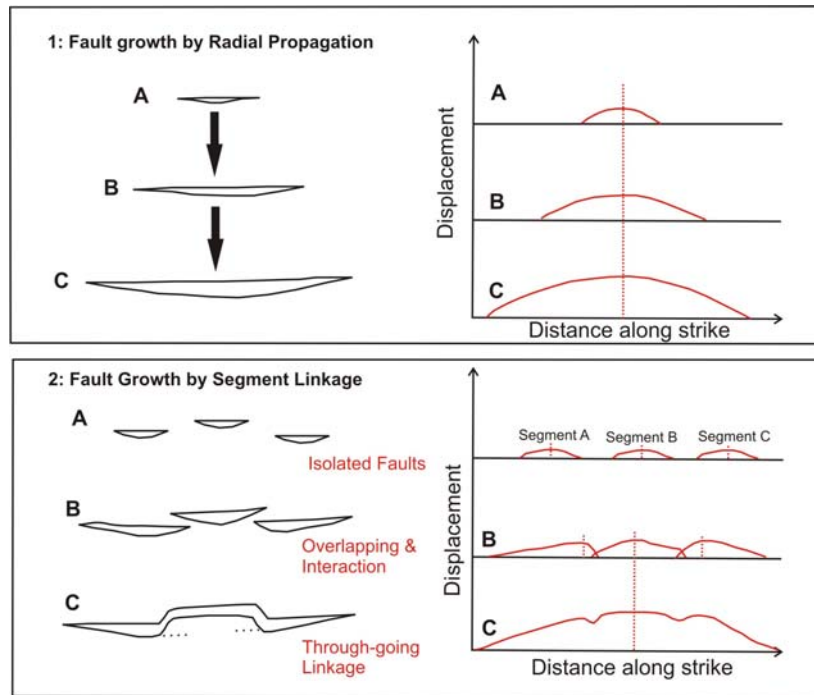 1: Fault growth by Radial Propagation
A
B
C
Displacement
A
B
C
Distance along strike
2: Fault Growth by Segment Linkage
A
Isolated Faults
B
Overlapping &
Interaction
C
Through-going
Linkage
Displacement
Segment A Segment B Segment C
A
B
C
Distance along strike